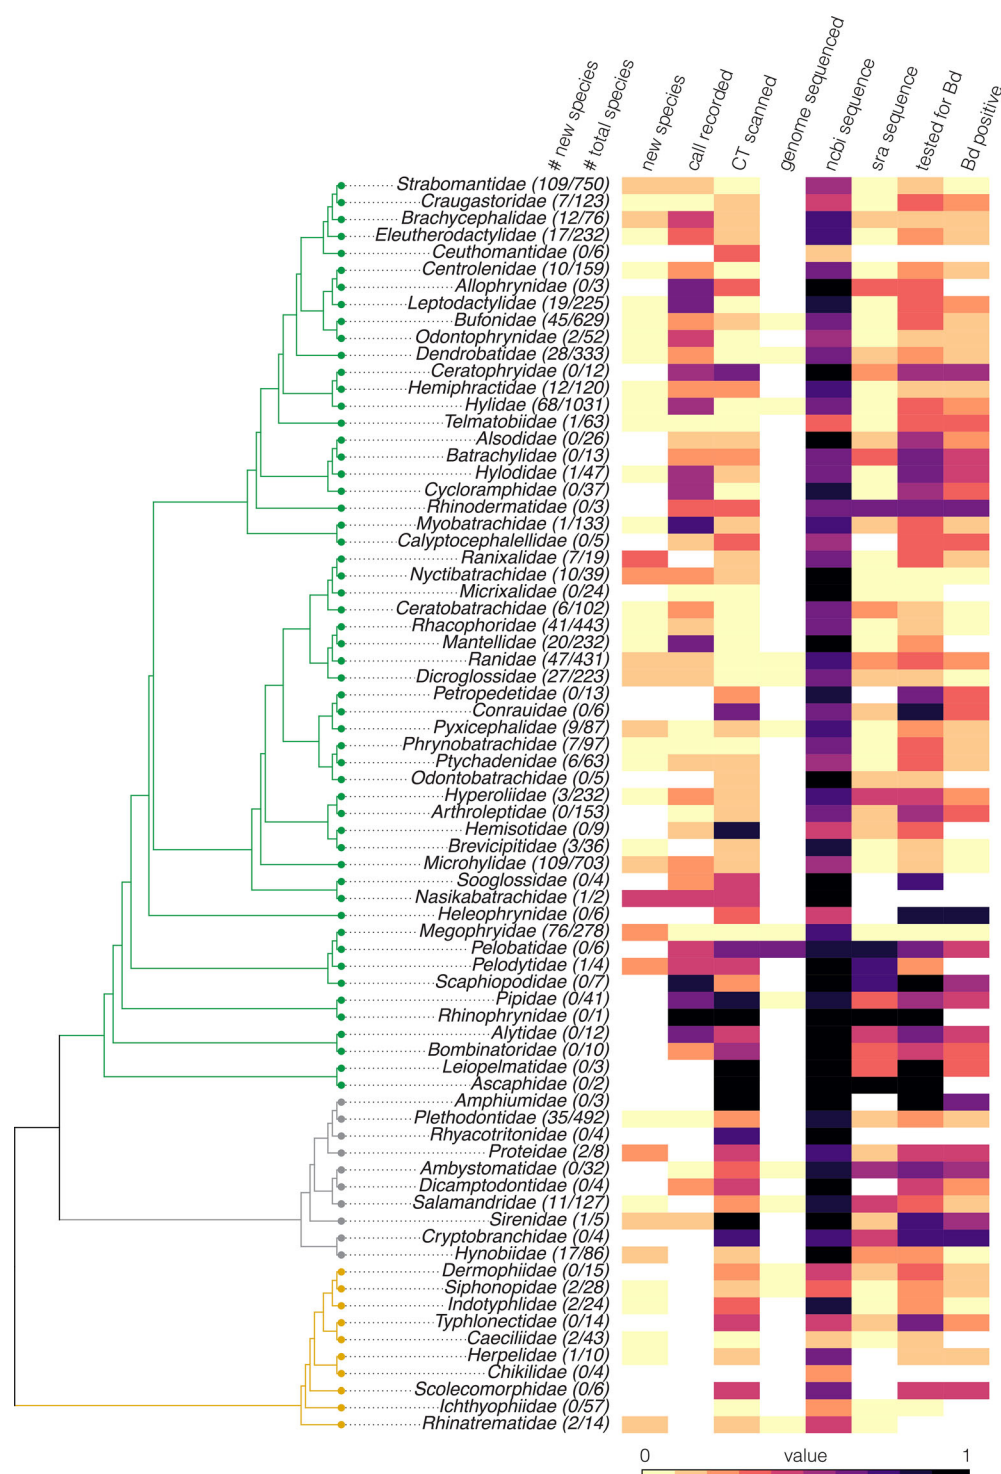 # new species
# total species
new species
call recorded
CT scanned
genome sequenced
ncbi sequence
sra sequence
tested for Bd
Bd positive
Strabomantidae (109/750)
Craugastoridae (7/123)
Brachycephalidae (12/76)
Eleutherodactylidae (17/232)
Ceuthomantidae (0/6)
Centrolenidae (10/159)
Allophrynidae (0/3)
Leptodactylidae (19/225)
Bufonidae (45/629)
Odontophrynidae (2/52)
Dendrobatidae (28/333)
Ceratophryidae (0/12)
Hemiphractidae (12/120)
Hylidae (68/1031)
Telmatobiidae (1/63)
Alsodidae (0/26)
Batrachylidae (0/13)
Hylodidae (1/47)
Cycloramphidae (0/37)
Rhinodermatidae (0/3)
Myobatrachidae (1/133)
Calyptocephalellidae (0/5)
Ranixalidae (7/19)
Nyctibatrachidae (10/39)
Micrixalidae (0/24)
Ceratobatrachidae (6/102)
Rhacophoridae (41/443)
Mantellidae (20/232)
Ranidae (47/431)
Dicroglossidae (27/223)
Petropedetidae (0/13)
Conrauidae (0/6)
Pyxicephalidae (9/87)
Phrynobatrachidae (7/97)
Ptychadenidae (6/63)
Odontobatrachidae (0/5)
Hyperoliidae (3/232)
Arthroleptidae (0/153)
Hemisotidae (0/9)
Brevicipitidae (3/36)
Microhylidae (109/703)
Sooglossidae (0/4)
Nasikabatrachidae (1/2)
Heleophrynidae (0/6)
Megophryidae (76/278)
Pelobatidae (0/6)
Pelodytidae (1/4)
Scaphiopodidae (0/7)
Pipidae (0/41)
Rhinophrynidae (0/1)
Alytidae (0/12)
Bombinatoridae (0/10)
Leiopelmatidae (0/3)
Ascaphidae (0/2)
Amphiumidae (0/3)
Plethodontidae (35/492)
Rhyacotritonidae (0/4)
Proteidae (2/8)
Ambystomatidae (0/32)
Dicamptodontidae (0/4)
Salamandridae (11/127)
Sirenidae (1/5)
Cryptobranchidae (0/4)
Hynobiidae (17/86)
Dermophiidae (0/15)
Siphonopidae (2/28)
Indotyphlidae (2/24)
Typhlonectidae (0/14)
Caeciliidae (2/43)
Herpelidae (1/10)
Chikilidae (0/4)
Scolecomorphidae (0/6)
Ichthyophiidae (0/57)
Rhinatrematidae (2/14)
0 value 1